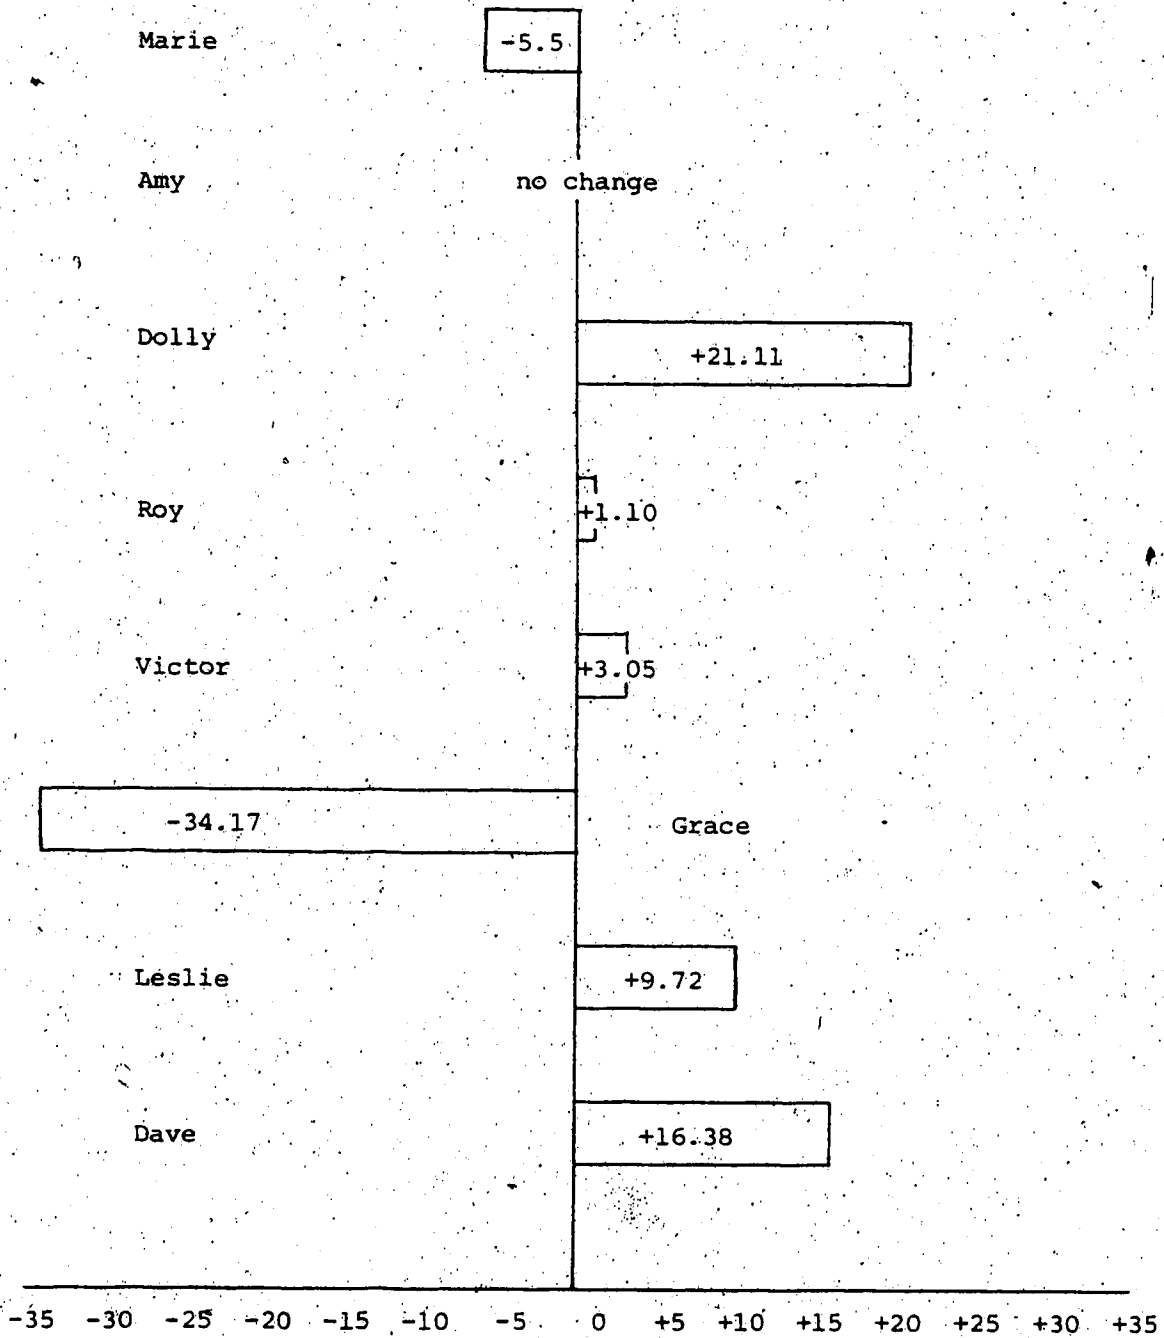 Marie -5.5
Amy no change
Dolly +21.11
Roy +1.10
Victor +3.05
-34.17 Grace
Leslie +9.72
Dave +16.38
-35 -30 -25 -20 -15 -10 -5 0 +5 +10 +15 +20 +25 +30 +35